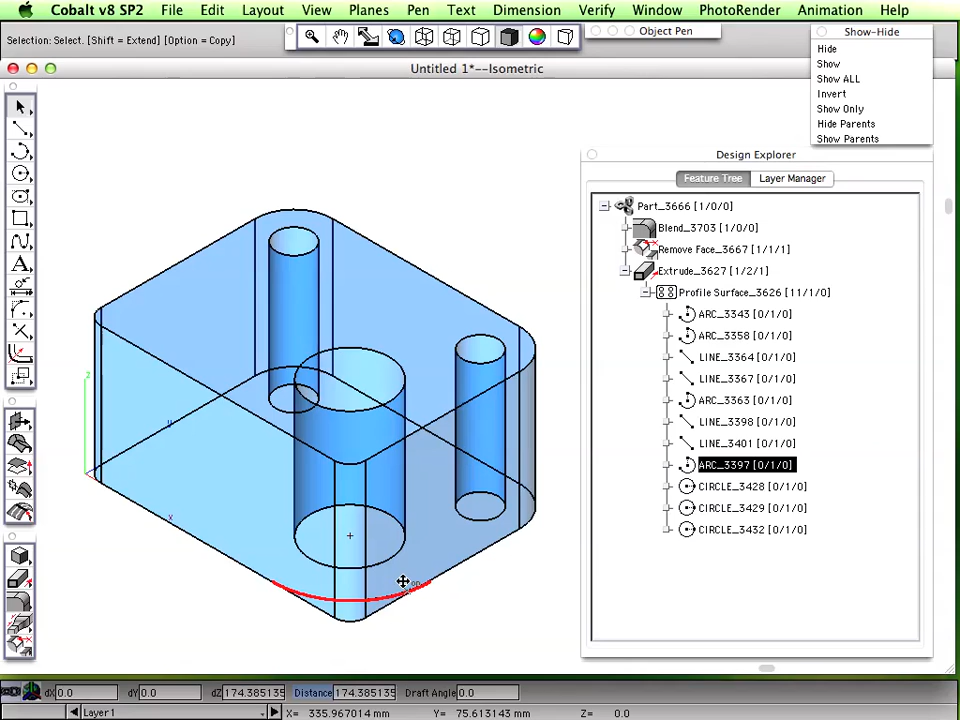 Cobalt v8 SP2 File Edit Layout View Planes Pen Text Dimension Verify Window PhotoRender Animation Help
Selection: Select. [Shift = Extend] [Option = Copy]
Object Pen
Show-Hide
Hide
Show
Show ALL
Invert
Show Only
Hide Parents
Show Parents
Untitled 1*--Isometric
Design Explorer
Feature Tree Layer Manager
Part_3666 [1/0/0]
Blend_3703 [1/0/0]
Remove Face_3667 [1/1/1]
Extrude_3627 [1/2/1]
Profile Surface_3626 [11/1/0]
ARC_3343 [0/1/0]
ARC_3358 [0/1/0]
LINE_3364 [0/1/0]
LINE_3367 [0/1/0]
ARC_3363 [0/1/0]
LINE_3398 [0/1/0]
LINE_3401 [0/1/0]
ARC_3397 [0/1/0]
CIRCLE_3428 [0/1/0]
CIRCLE_3429 [0/1/0]
CIRCLE_3432 [0/1/0]
z
x
on
dX 0.0 dY 0.0 dZ 174.385135 Distance 174.385135 Draft Angle 0.0
Layer1 X= 335.967014 mm Y= 75.613143 mm Z= 0.0